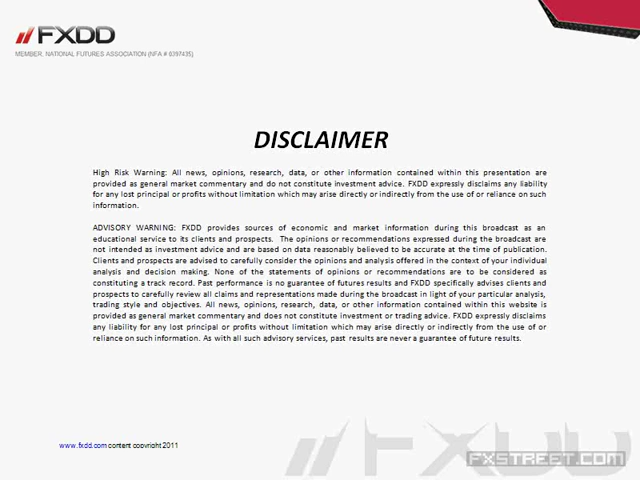 FXDD
MEMBER, NATIONAL FUTURES ASSOCIATION (NFA # 0397435)
DISCLAIMER
High Risk Warning: All news, opinions, research, data, or other information contained within this presentation are
provided as general market commentary and do not constitute investment advice. FXDD expressly disclaims any liability
for any lost principal or profits without limitation which may arise directly or indirectly from the use of or reliance on such
information.
ADVISORY WARNING: FXDD provides sources of economic and market information during this broadcast as an
educational service to its clients and prospects. The opinions or recommendations expressed during the broadcast are
not intended as investment advice and are based on data reasonably believed to be accurate at the time of publication.
Clients and prospects are advised to carefully consider the opinions and analysis offered in the context of your individual
analysis and decision making. None of the statements of opinions or recommendations are to be considered as
constituting a track record. Past performance is no guarantee of futures results and FXDD specifically advises clients and
prospects to carefully review all claims and representations made during the broadcast in light of your particular analysis,
trading style and objectives. All news, opinions, research, data, or other information contained within this website is
provided as general market commentary and does not constitute investment or trading advice. FXDD expressly disclaims
any liability for any lost principal or profits without limitation which may arise directly or indirectly from the use of or
reliance on such information. As with all such advisory services, past results are never a guarantee of future results.
www.fxdd.com content copyright 2011
FXDD
FXSTREET.COM